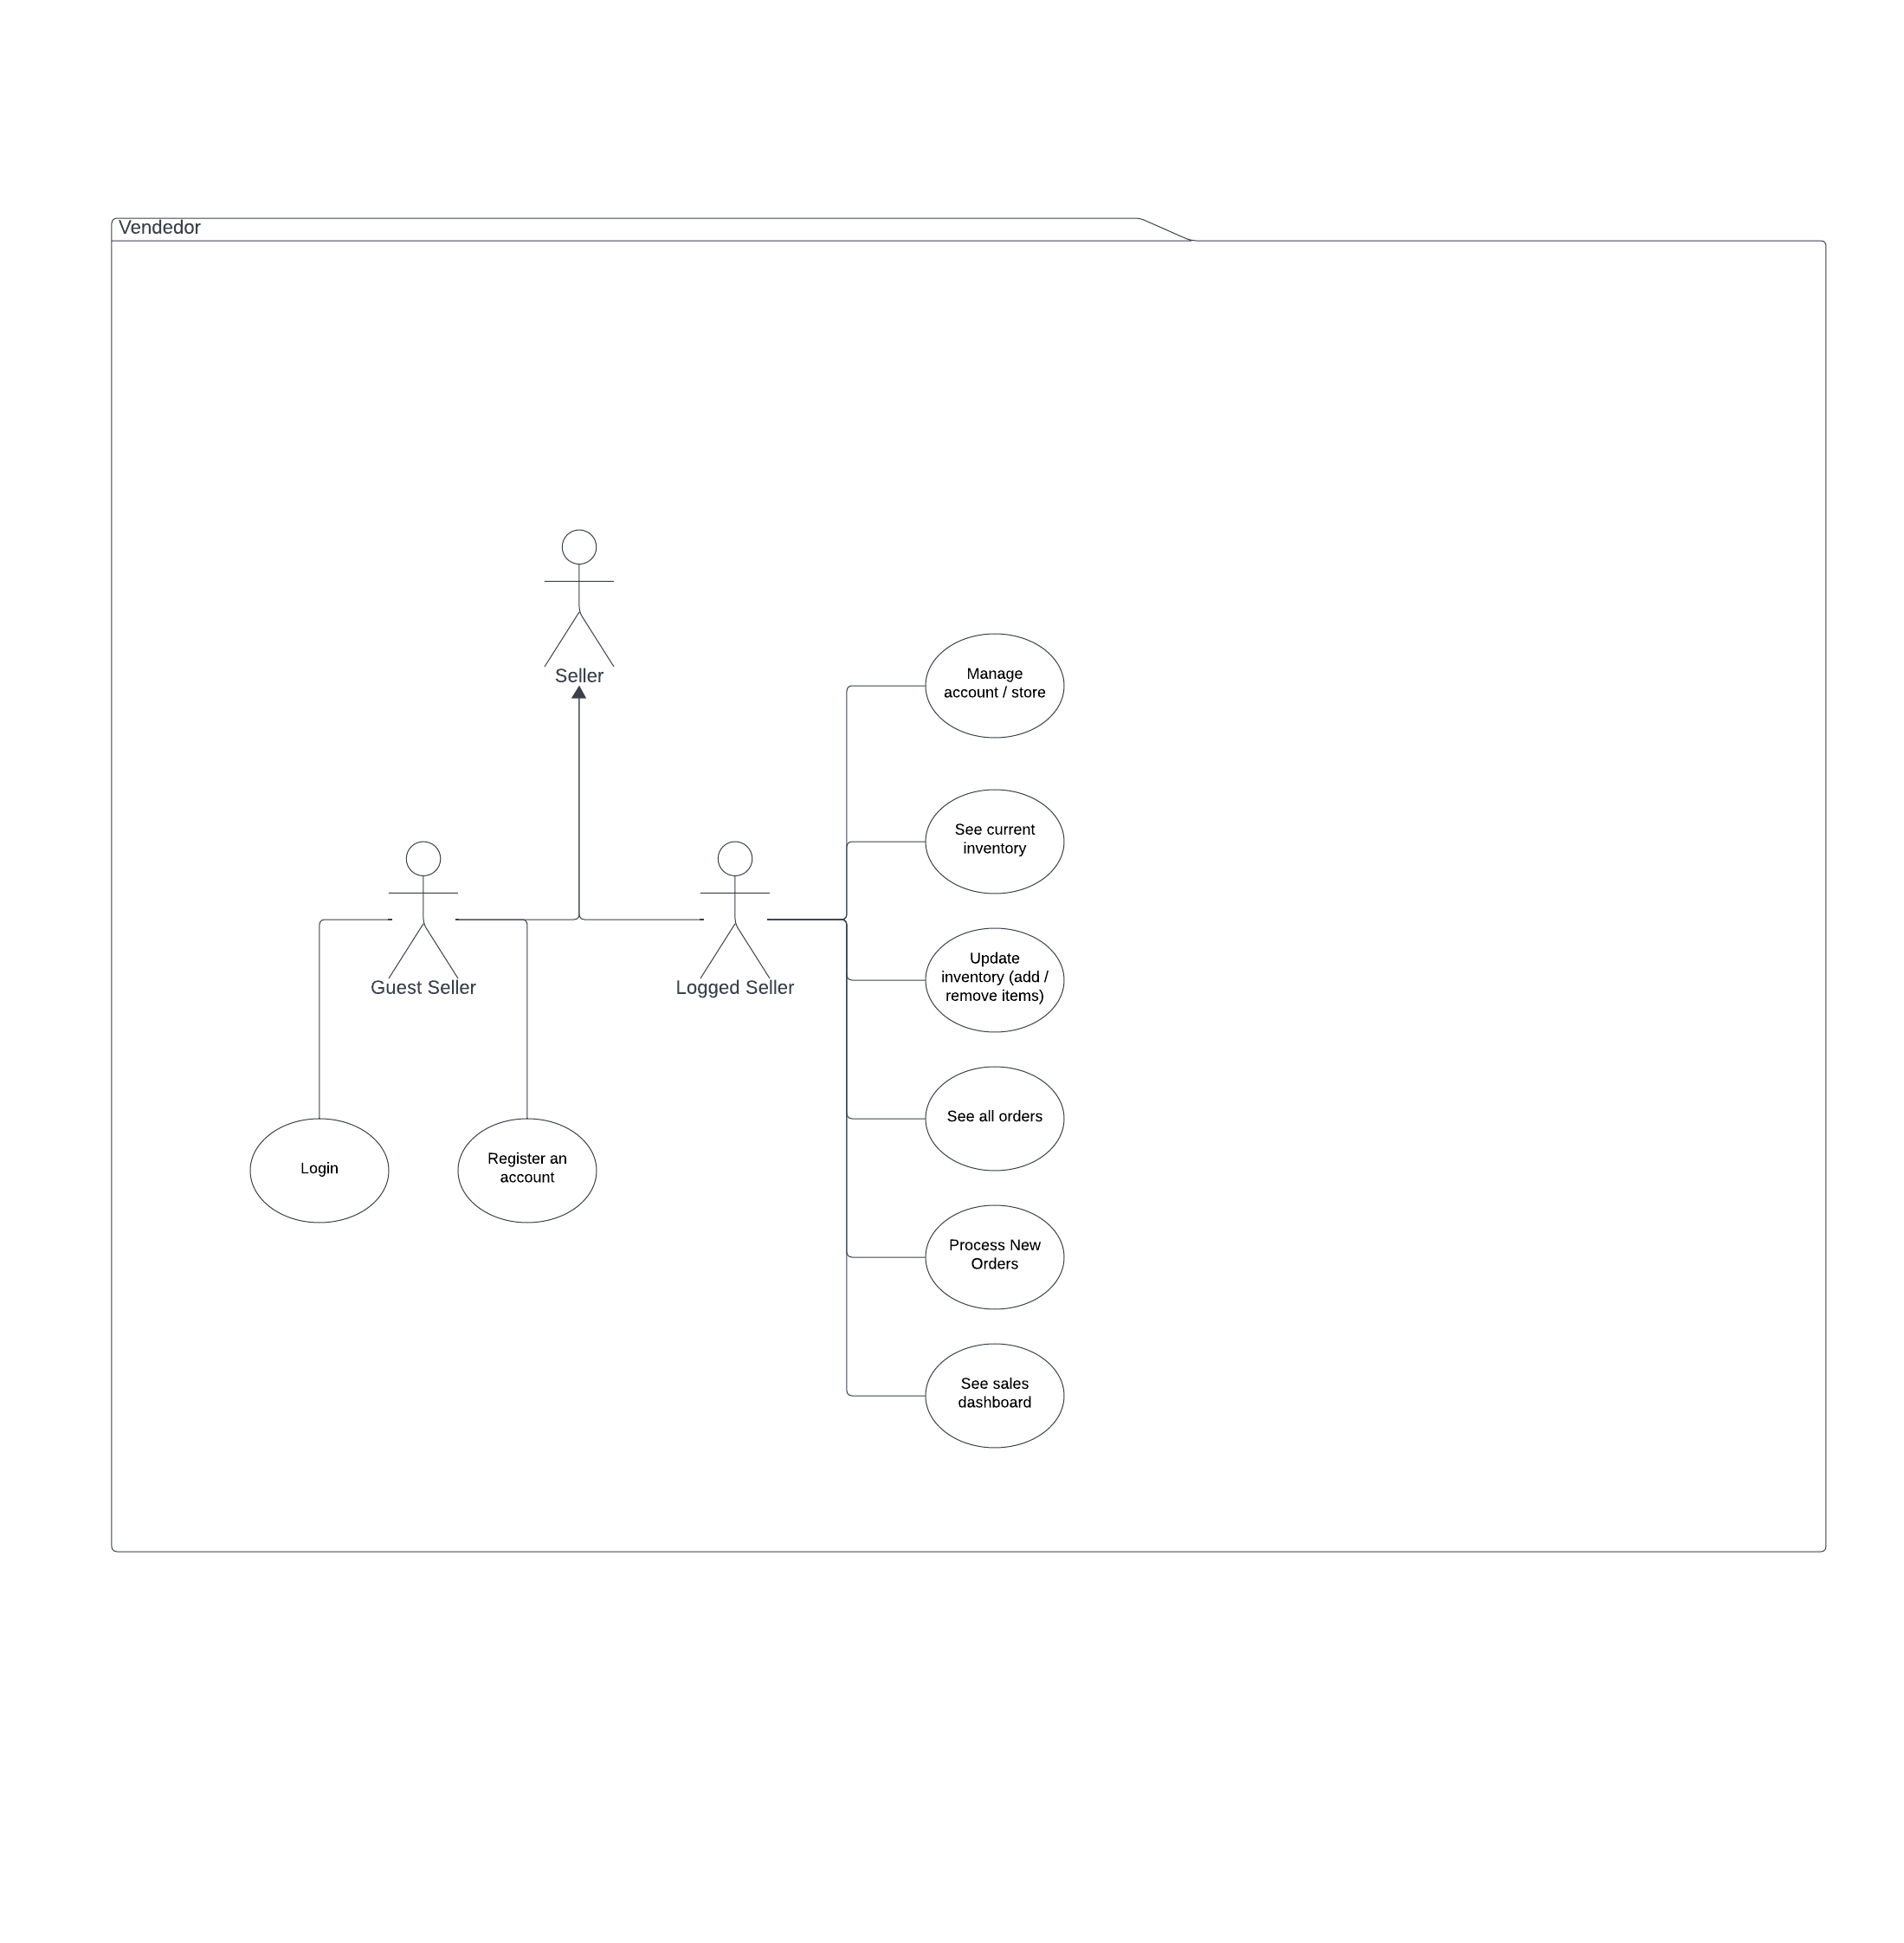 Vendedor
Seller
Manage
account / store
See current
inventory
Guest Seller
Logged Seller
Update
inventory (add /
remove items)
See all orders
Login
Register an
account
Process New
Orders
See sales
dashboard